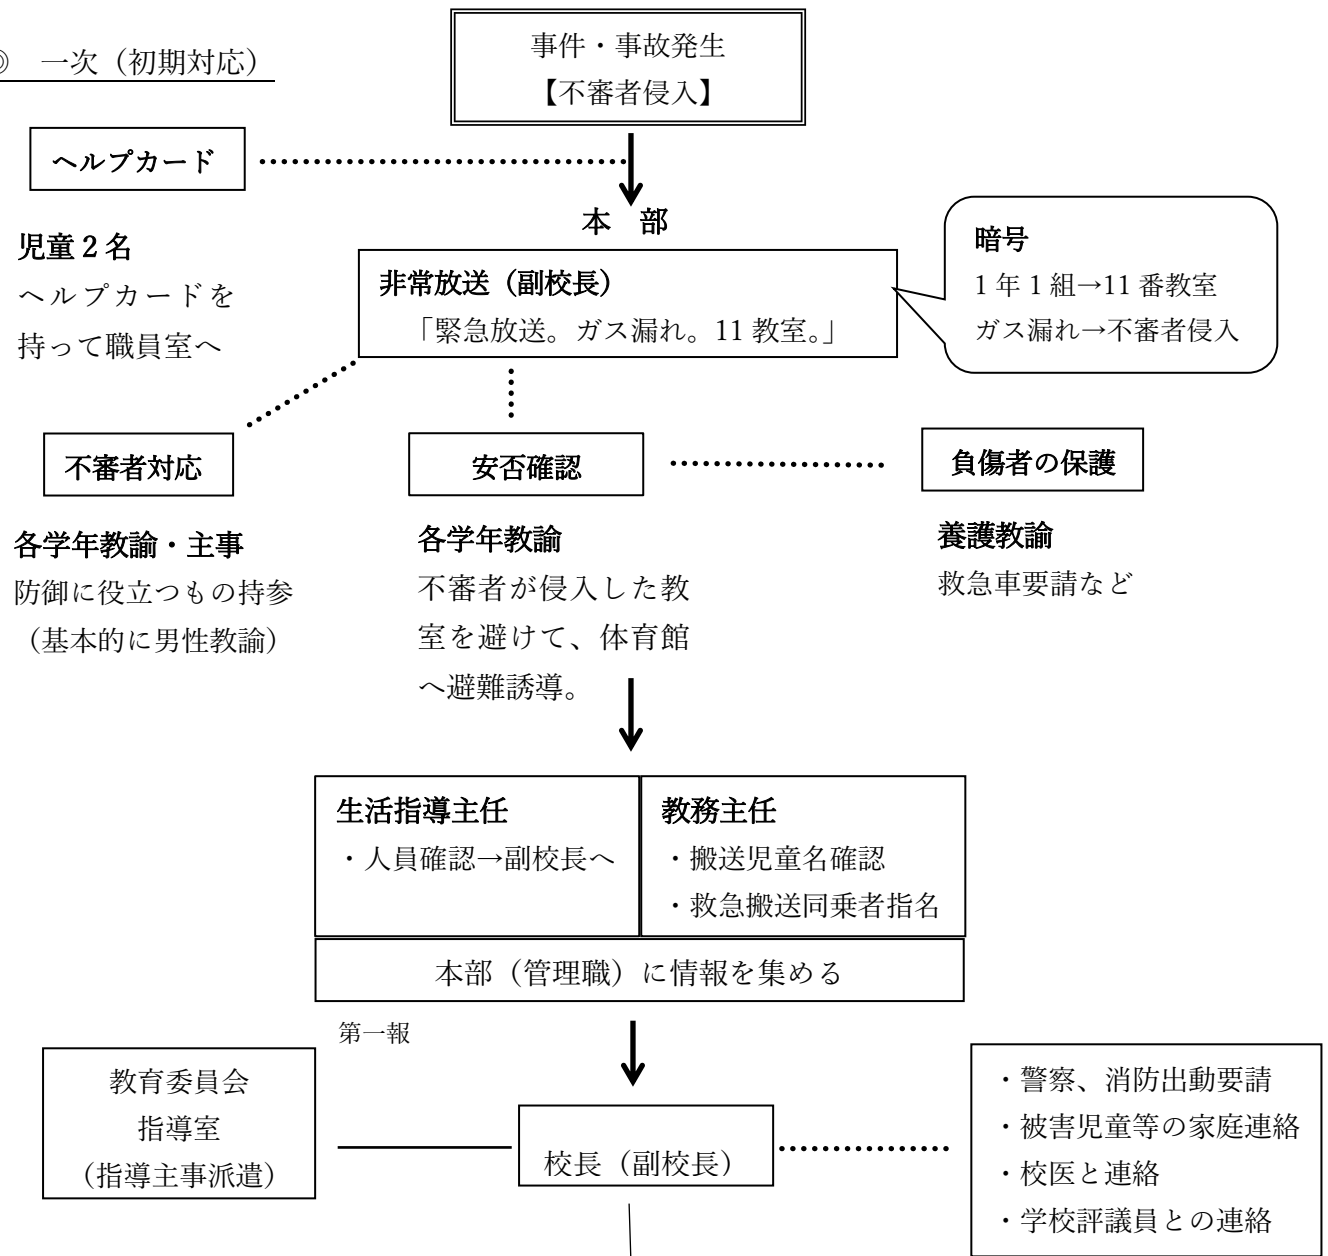 ◎　一次（初期対応）
事件・事故発生
【不審者侵入】
ヘルプカード
児童２名
ヘルプカードを
持って職員室へ
本　部
非常放送（副校長）
「緊急放送。ガス漏れ。11 教室。」
暗号
1 年 1 組→11 番教室
ガス漏れ→不審者侵入
不審者対応
各学年教諭・主事
防御に役立つもの持参
（基本的に男性教諭）
安否確認
各学年教諭
不審者が侵入した教
室を避けて、体育館
へ避難誘導。
負傷者の保護
養護教諭
救急車要請など
生活指導主任
・人員確認→副校長へ
教務主任
・搬送児童名確認
・救急搬送同乗者指名
本部（管理職）に情報を集める
第一報
教育委員会
指導室
（指導主事派遣）
校長（副校長）
・警察、消防出動要請
・被害児童等の家庭連絡
・校医と連絡
・学校評議員との連絡